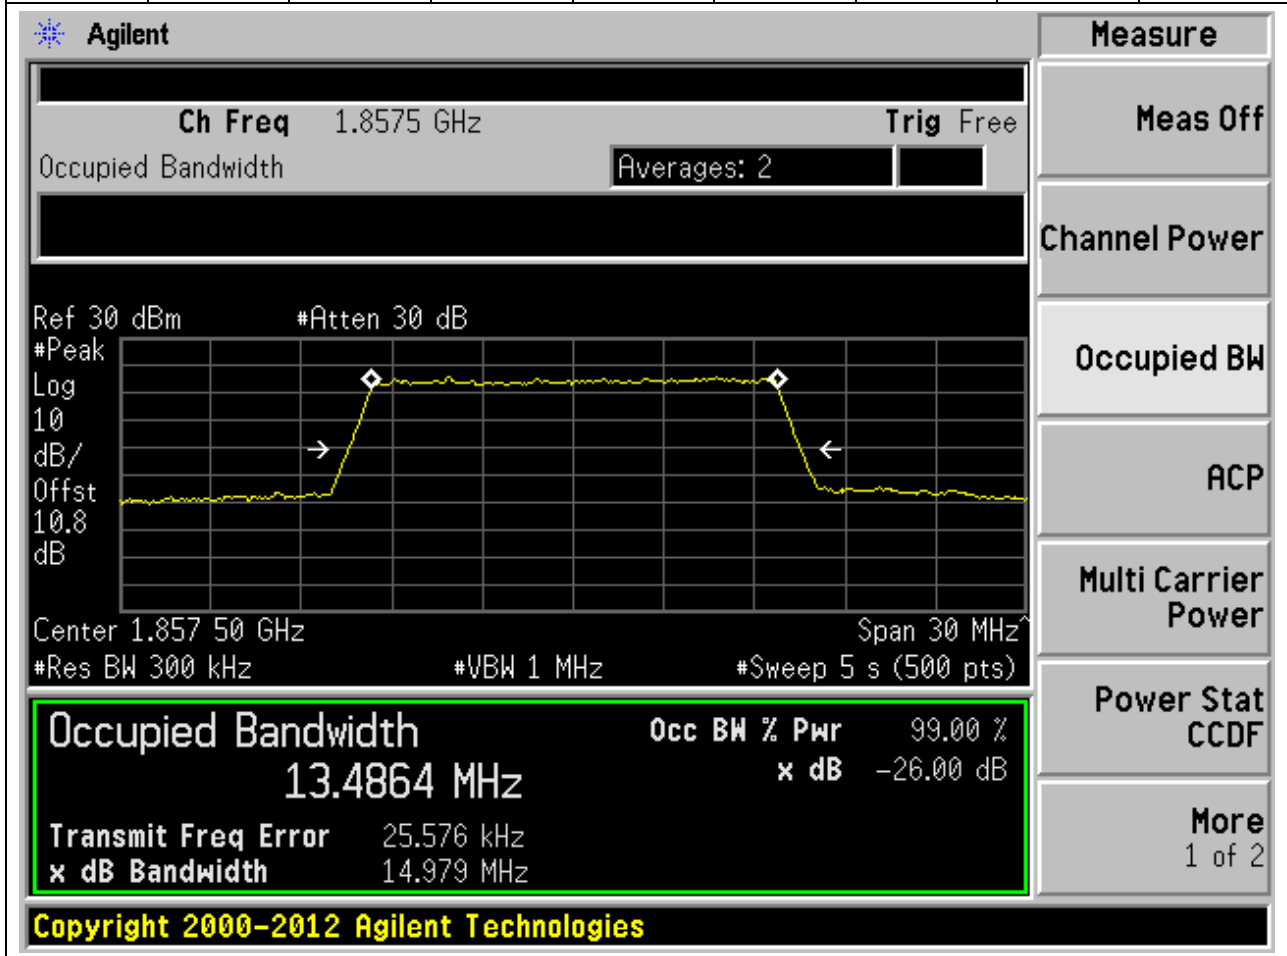 Agilent
Measure
Ch Freq 1.8575 GHz Trig Free
Occupied Bandwidth Averages: 2
Ref 30 dBm #Atten 30 dB
#Peak
Log
10
dB/
Offst
10.8
dB
Center 1.857 50 GHz Span 30 MHz^
#Res BW 300 kHz #VBW 1 MHz #Sweep 5 s (500 pts)
Occupied Bandwidth Occ BW % Pwr 99.00 %
13.4864 MHz x dB -26.00 dB
Transmit Freq Error 25.576 kHz
x dB Bandwidth 14.979 MHz
Copyright 2000-2012 Agilent Technologies
Meas Off
Channel Power
Occupied BW
ACP
Multi Carrier
Power
Power Stat
CCDF
More
1 of 2